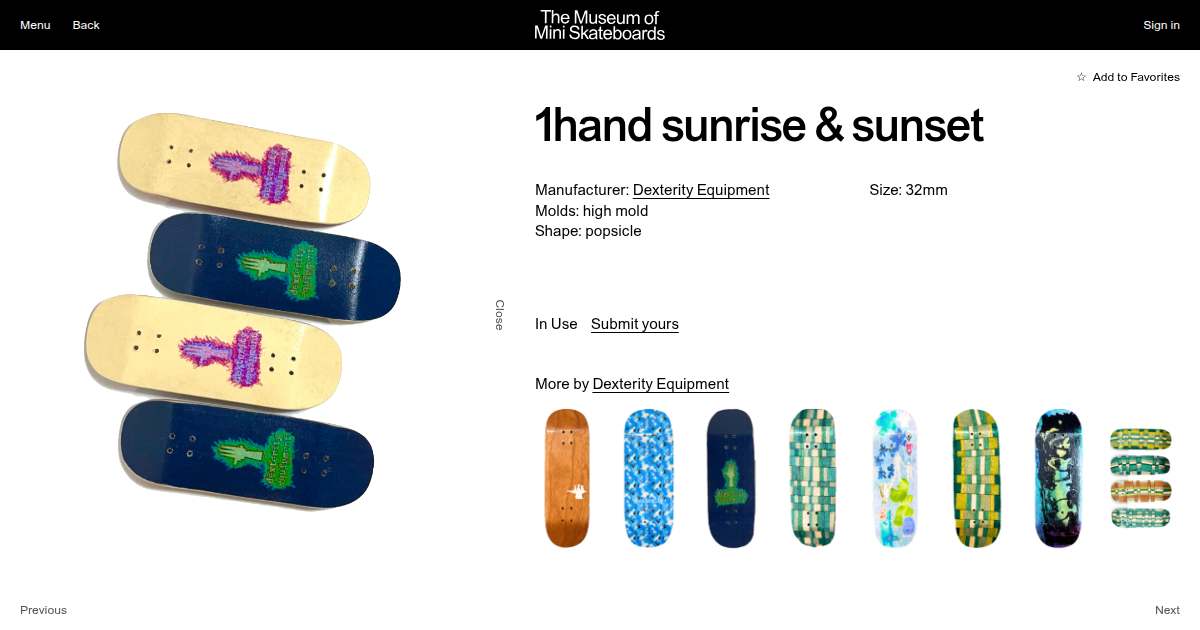 Menu
Back
The Museum of
Mini Skateboards
Sign in
☆ Add to Favorites
1hand sunrise & sunset
Manufacturer: Dexterity Equipment
Size: 32mm
Molds: high mold
Shape: popsicle
Close
In Use
Submit yours
More by Dexterity Equipment
Previous
Next